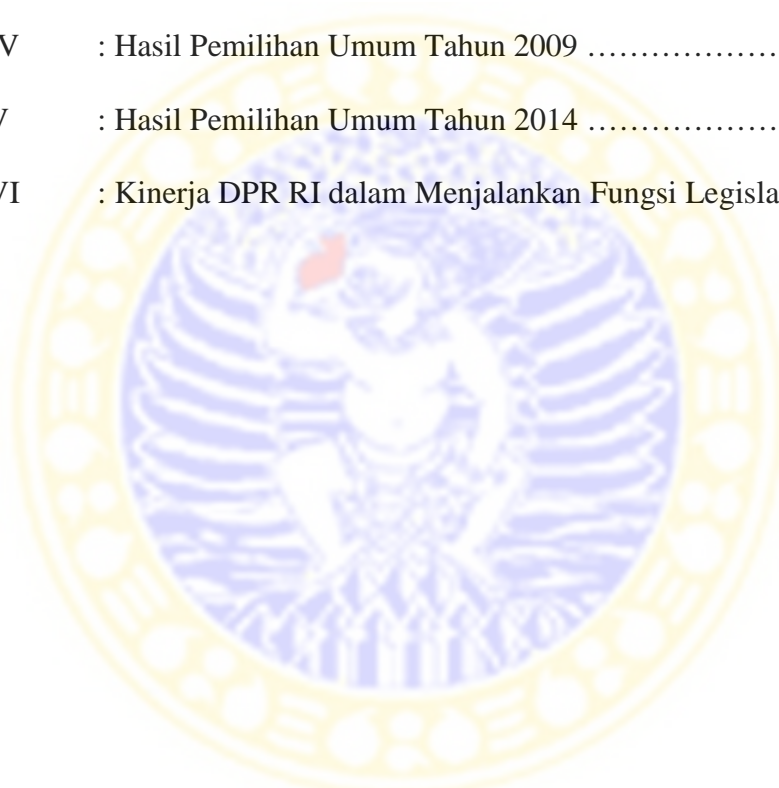 V : Hasil Pemilihan Umum Tahun 2009 ………………
V : Hasil Pemilihan Umum Tahun 2014 ………………
VI : Kinerja DPR RI dalam Menjalankan Fungsi Legisla